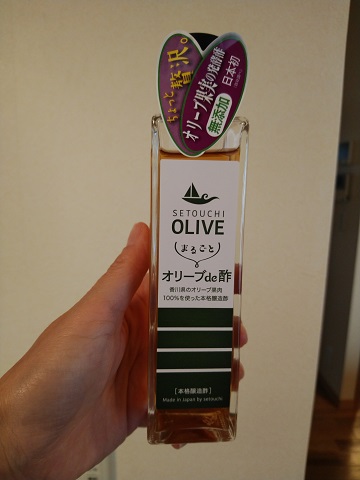 ちょっと贅沢。
オリーブ果実の発酵酢
日本初
無添加
SETOUCHI
OLIVE
まるごと
オリーブde酢
香川県のオリーブ果肉
100%を使った本格醸造酢
[本格醸造酢]
Made in Japan by setouchi